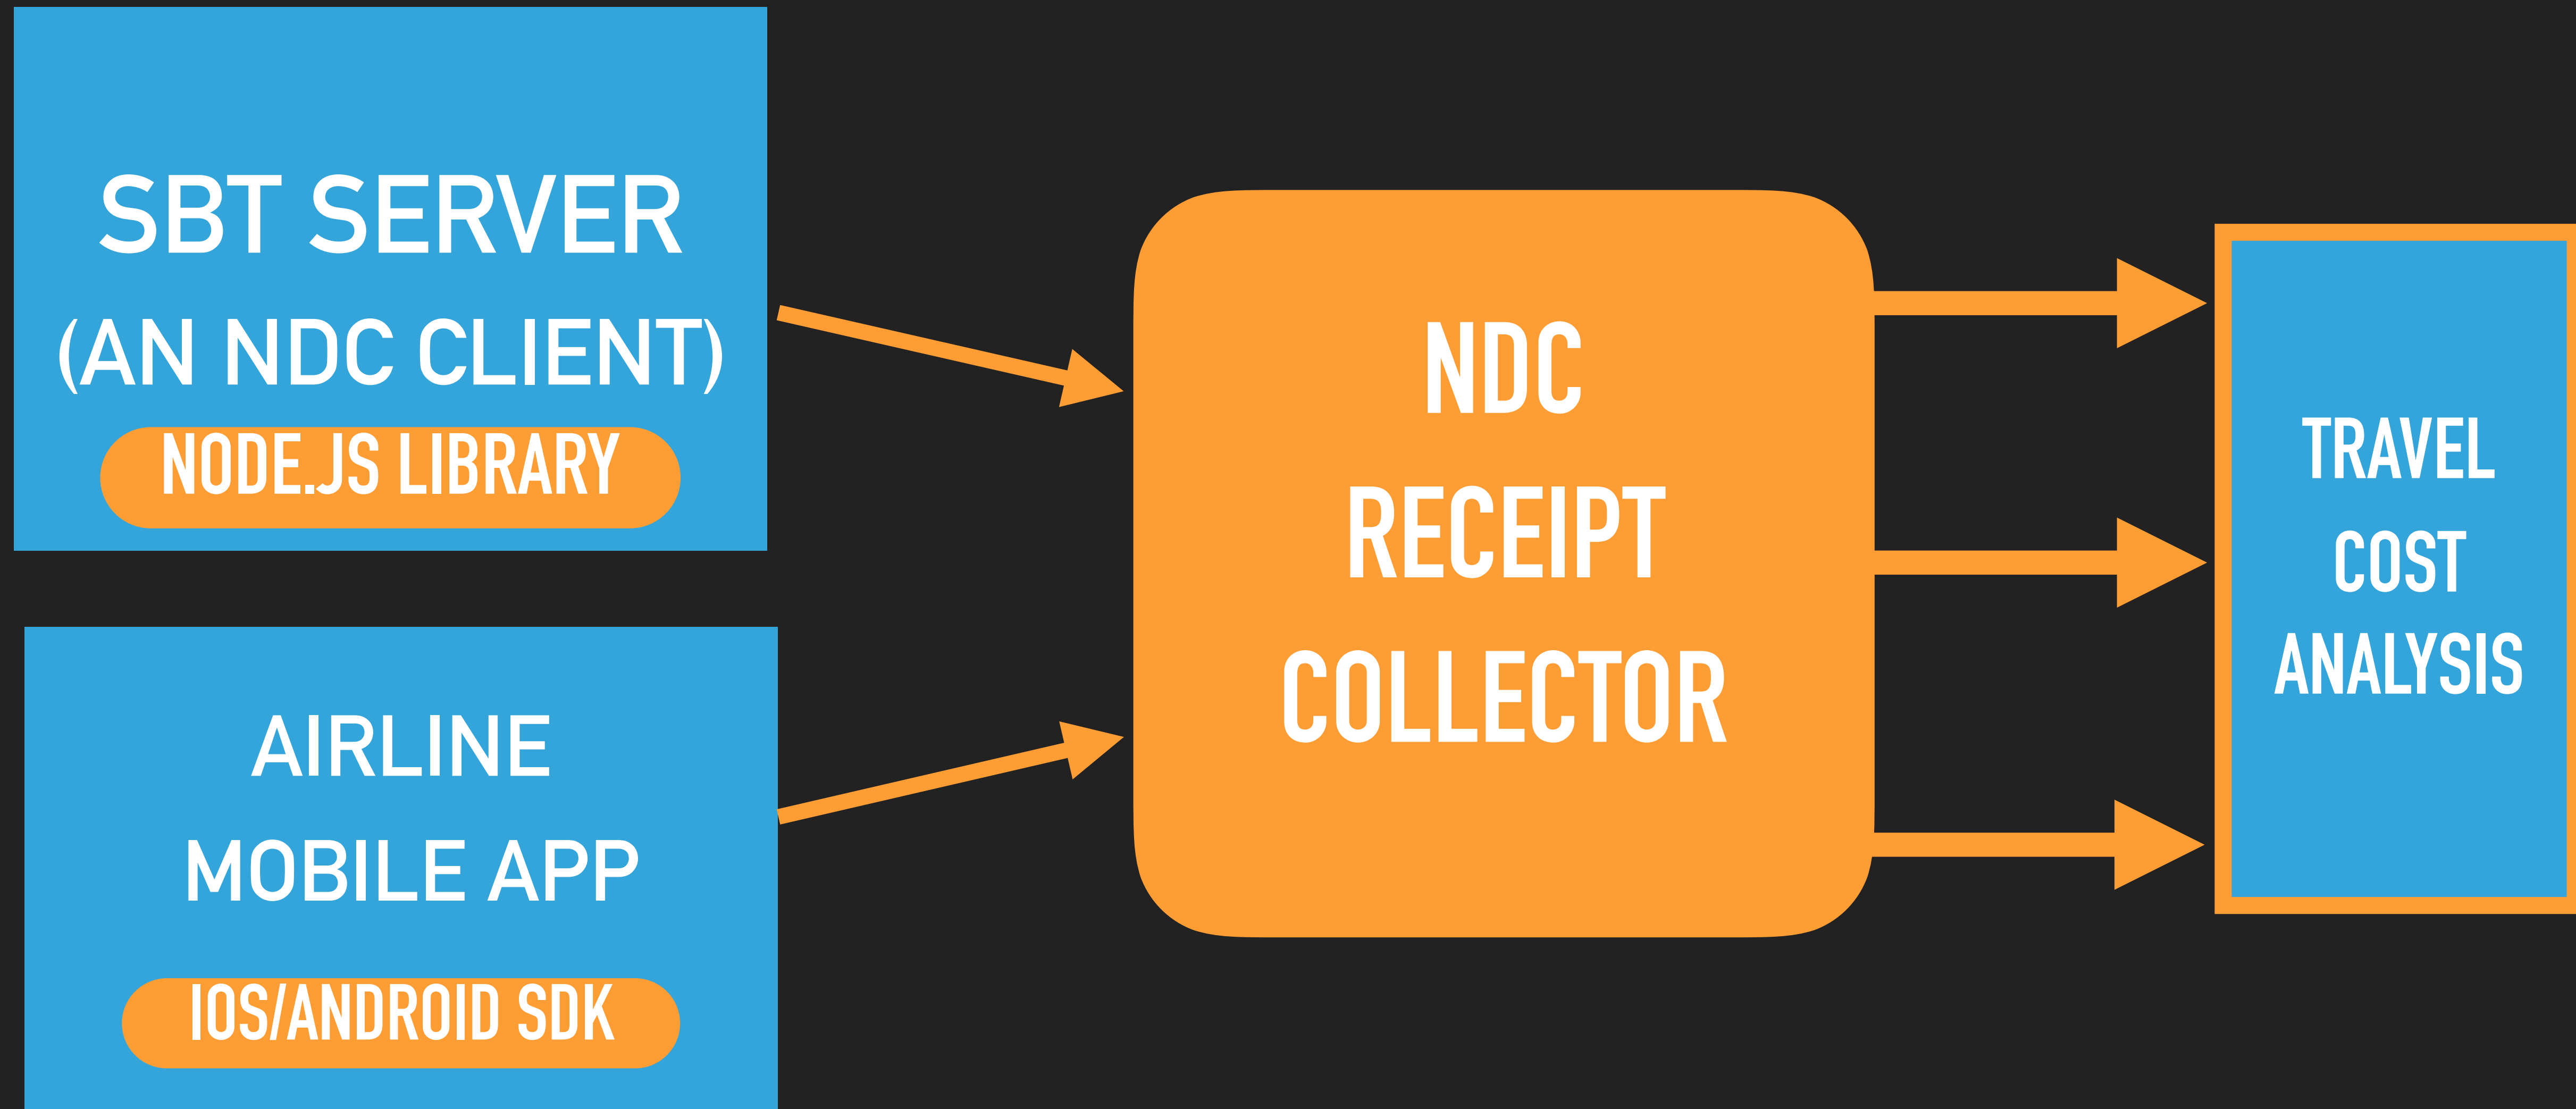 SBT SERVER
(AN NDC CLIENT)
NODE.JS LIBRARY
AIRLINE
MOBILE APP
IOS/ANDROID SDK
NDC
RECEIPT
COLLECTOR
TRAVEL
COST
ANALYSIS